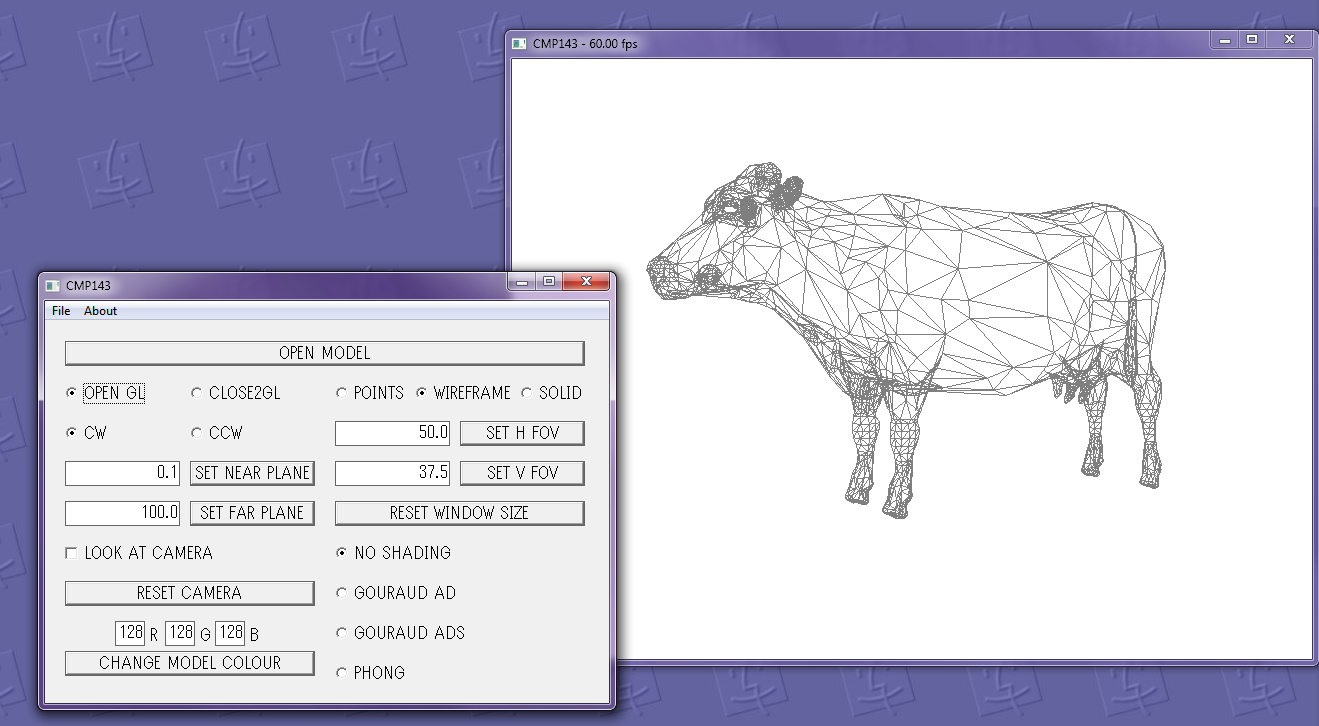 CMP143 - 60.00 fps
CMP143
File About
OPEN MODEL
OPEN GL CLOSE2GL POINTS WIREFRAME SOLID
CW CCW 50.0 SET H FOV
0.1 SET NEAR PLANE 37.5 SET V FOV
100.0 SET FAR PLANE RESET WINDOW SIZE
LOOK AT CAMERA NO SHADING
RESET CAMERA GOURAUD AD
128 R 128 G 128 B GOURAUD ADS
CHANGE MODEL COLOUR PHONG